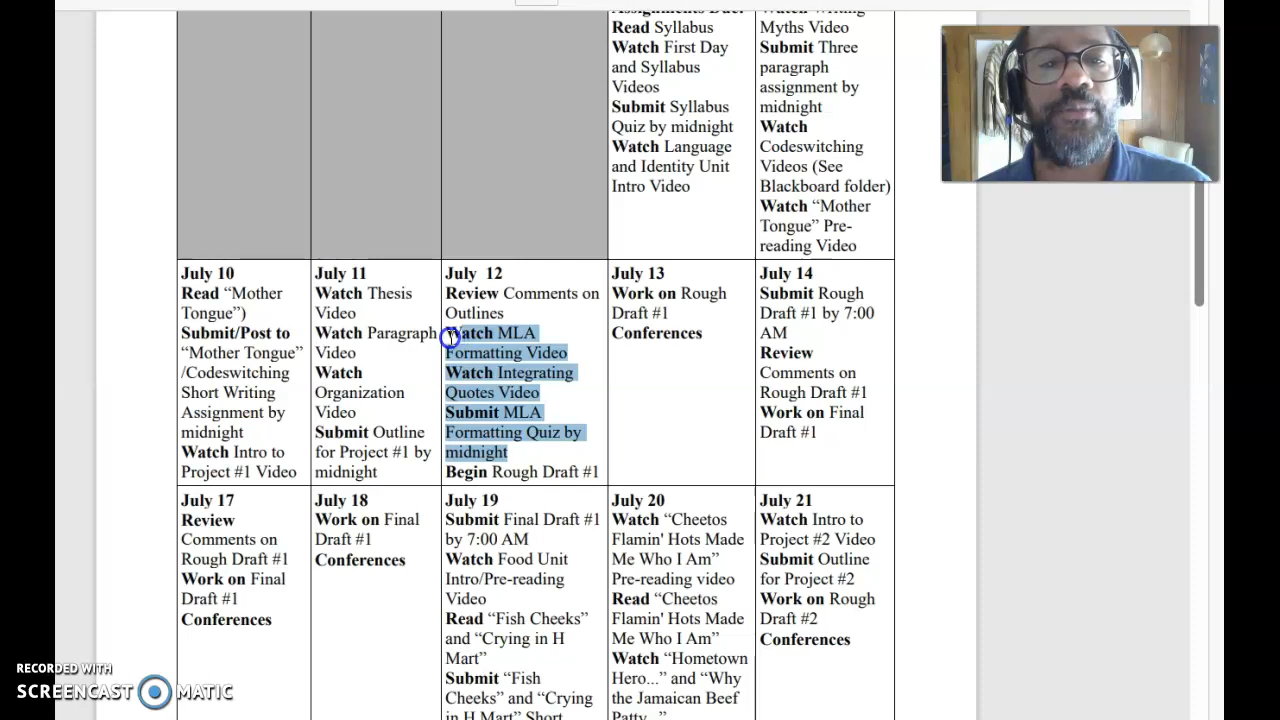 Assignments Due:
Read Syllabus
Watch First Day
and Syllabus
Videos
Submit Syllabus
Quiz by midnight
Watch Language
and Identity Unit
Intro Video
Watch Writing
Myths Video
Submit Three
paragraph
assignment by
midnight
Watch
Codeswitching
Videos (See
Blackboard folder)
Watch “Mother
Tongue” Pre-
reading Video
July 10
Read “Mother
Tongue”)
Submit/Post to
“Mother Tongue”
/Codeswitching
Short Writing
Assignment by
midnight
Watch Intro to
Project #1 Video
July 11
Watch Thesis
Video
Watch Paragraph
Video
Watch
Organization
Video
Submit Outline
for Project #1 by
midnight
July 12
Review Comments on
Outlines
Watch MLA
Formatting Video
Watch Integrating
Quotes Video
Submit MLA
Formatting Quiz by
midnight
Begin Rough Draft #1
July 13
Work on Rough
Draft #1
Conferences
July 14
Submit Rough
Draft #1 by 7:00
AM
Review
Comments on
Rough Draft #1
Work on Final
Draft #1
July 17
Review
Comments on
Rough Draft #1
Work on Final
Draft #1
Conferences
July 18
Work on Final
Draft #1
Conferences
July 19
Submit Final Draft #1
by 7:00 AM
Watch Food Unit
Intro/Pre-reading
Video
Read “Fish Cheeks”
and “Crying in H
Mart”
Submit “Fish
Cheeks” and “Crying
in H Mart” Short
July 20
Watch “Cheetos
Flamin' Hots Made
Me Who I Am”
Pre-reading video
Read “Cheetos
Flamin' Hots Made
Me Who I Am”
Watch “Hometown
Hero...” and “Why
the Jamaican Beef
Patty...”
July 21
Watch Intro to
Project #2 Video
Submit Outline
for Project #2
Work on Rough
Draft #2
Conferences
RECORDED WITH
SCREENCAST MATIC